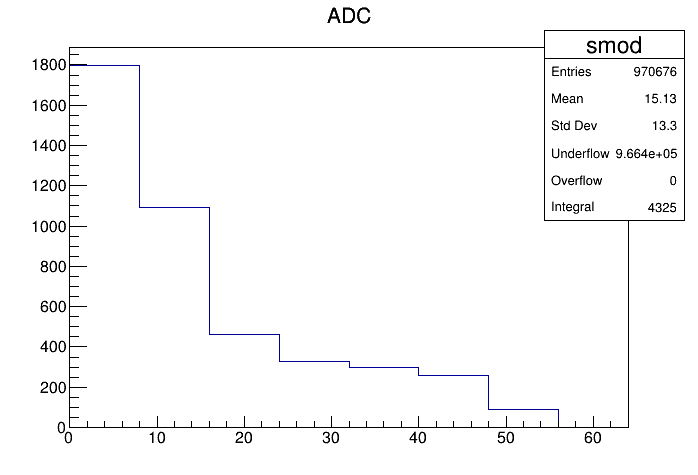 ADC
smod
Entries 970676
Mean 15.13
Std Dev 13.3
Underflow 9.664e+05
Overflow 0
Integral 4325
1800
1600
1400
1200
1000
800
600
400
200
0
0 10 20 30 40 50 60